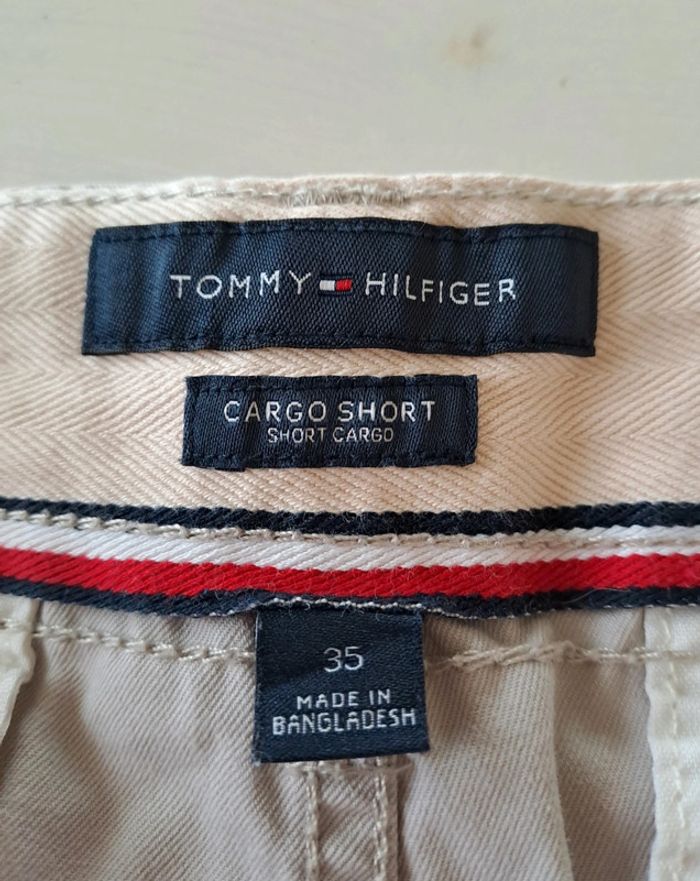 TOMMY HILFIGER
CARGO SHORT
SHORT CARGO
35
MADE IN
BANGLADESH